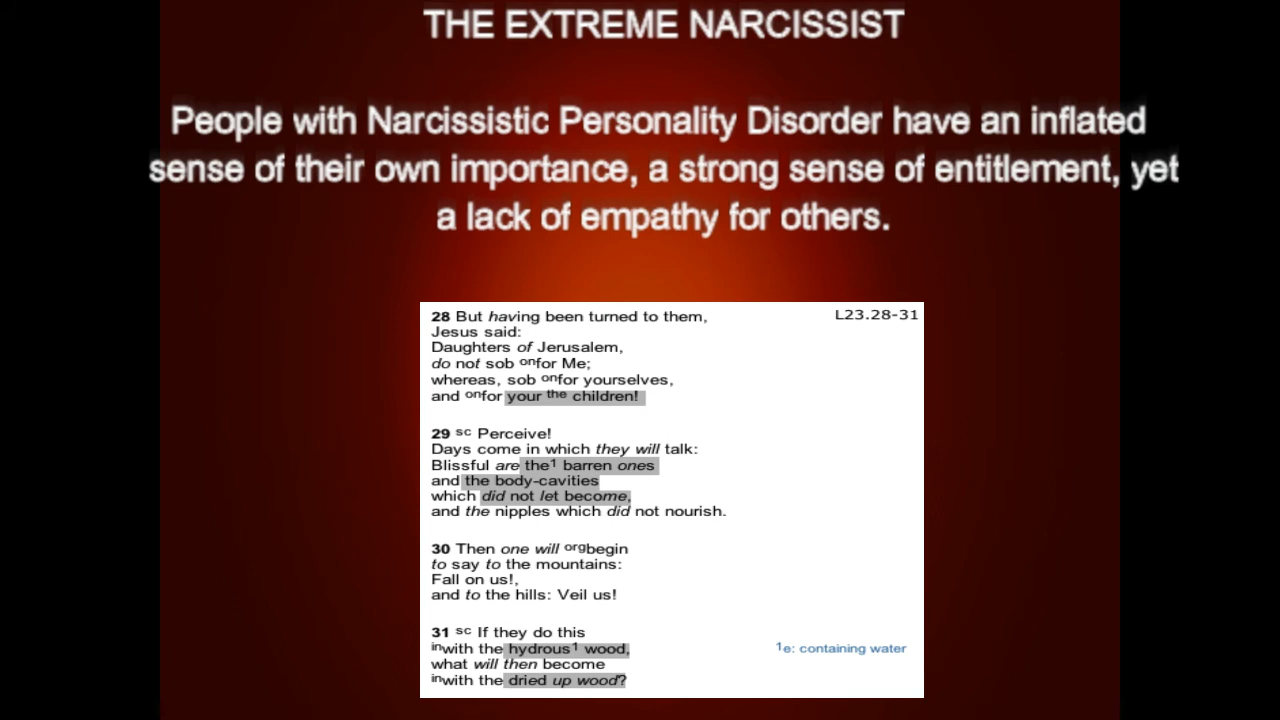 THE EXTREME NARCISSIST
People with Narcissistic Personality Disorder have an inflated
sense of their own importance, a strong sense of entitlement, yet
a lack of empathy for others.
28 But having been turned to them,
L23.28-31
Jesus said:
Daughters of Jerusalem,
do not sob onfor Me;
whereas, sob onfor yourselves,
and onfor your the children!
29 sc Perceive!
Days come in which they will talk:
Blissful are the1 barren ones
and the body-cavities
which did not let become,
and the nipples which did not nourish.
30 Then one will orgbegin
to say to the mountains:
Fall on us!,
and to the hills: Veil us!
31 sc If they do this
inwith the hydrous1 wood,
1e: containing water
what will then become
inwith the dried up wood?